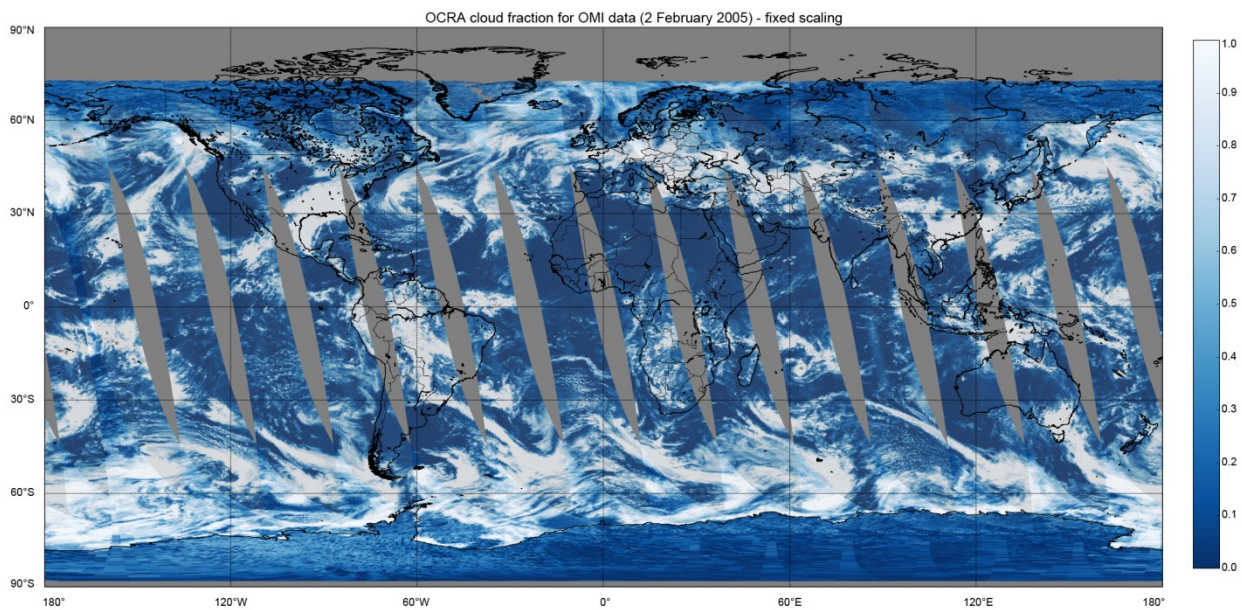 OCRA cloud fraction for OMI data (2 February 2005) - fixed scaling
90°N
60°N
30°N
0°
30°S
60°S
90°S
180°
120°W
60°W
0°
60°E
120°E
180°
1.0
0.9
0.8
0.7
0.6
0.5
0.4
0.3
0.2
0.1
0.0